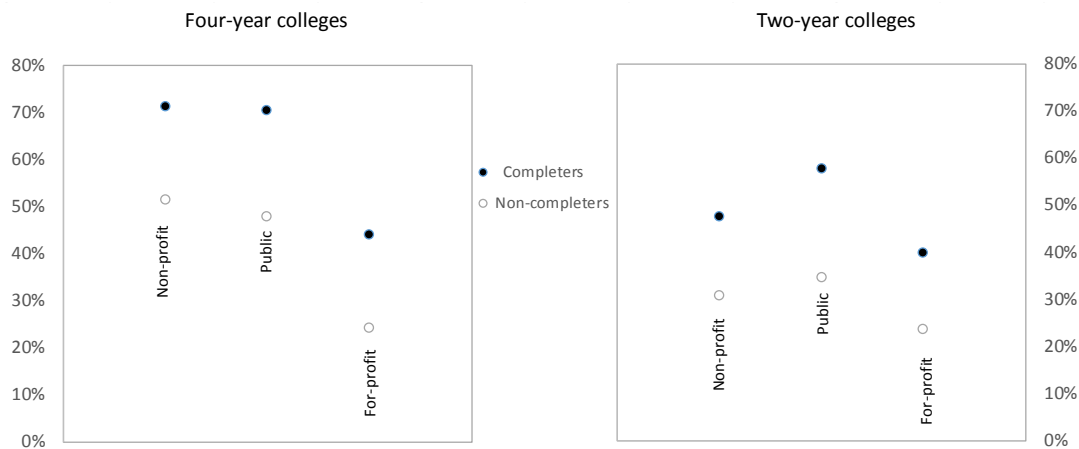 Four-year colleges
80%
70%
60%
50%
40%
30%
20%
10%
0%
Non-profit
Public
For-profit
Completers
Non-completers
Two-year colleges
Non-profit
Public
For-profit
80%
70%
60%
50%
40%
30%
20%
10%
0%